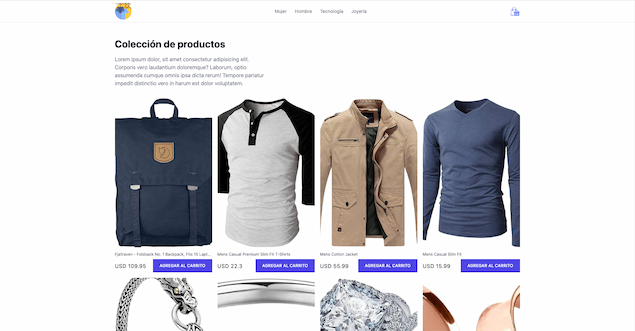 Mujer Hombre Tecnología Joyería
Colección de productos
Lorem ipsum dolor, sit amet consectetur adipisicing elit.
Corporis vero laudantium doloremque? Laborum, optio
assumenda cumque omnis ipsa dicta rerum! Tempore pariatur
impedit distinctio vero in harum est dolor voluptatem.
Fjallraven - Foldsack No. 1 Backpack, Fits 15 Lapt...
Mens Casual Premium Slim Fit T-Shirts
Mens Cotton Jacket
Mens Casual Slim Fit
USD 109.95 AGREGAR AL CARRITO
USD 22.3 AGREGAR AL CARRITO
USD 55.99 AGREGAR AL CARRITO
USD 15.99 AGREGAR AL CARRITO